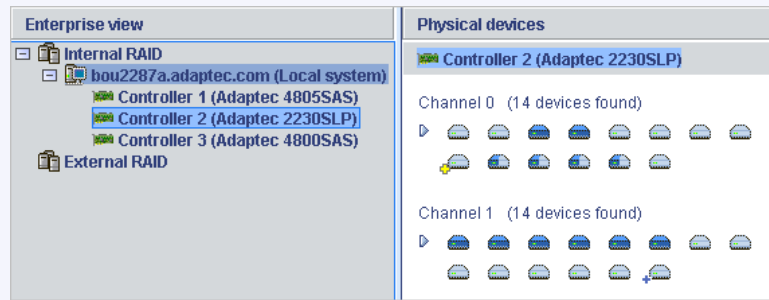 Enterprise view
Internal RAID
bou2287a.adaptec.com (Local system)
Controller 1 (Adaptec 4805SAS)
Controller 2 (Adaptec 2230SLP)
Controller 3 (Adaptec 4800SAS)
External RAID
Physical devices
Controller 2 (Adaptec 2230SLP)
Channel 0 (14 devices found)
Channel 1 (14 devices found)